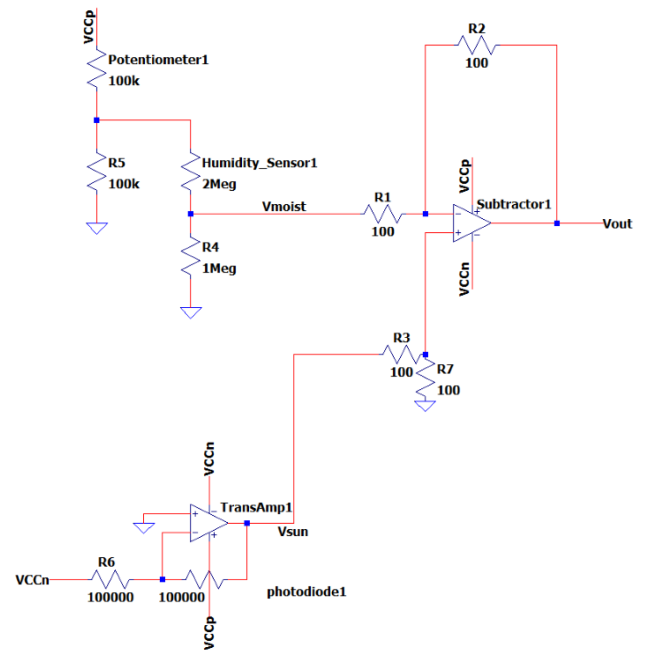 VCCp
Potentiometer1
100k
R5
100k
Humidity_Sensor1
2Meg
Vmoist
R4
1Meg
R1
100
R2
100
VCCp
Subtractor1
Vout
VCCn
R3
100
R7
100
VCCn
TransAmp1
Vsun
R6
VCCn
100000
100000
photodiode1
VCCp